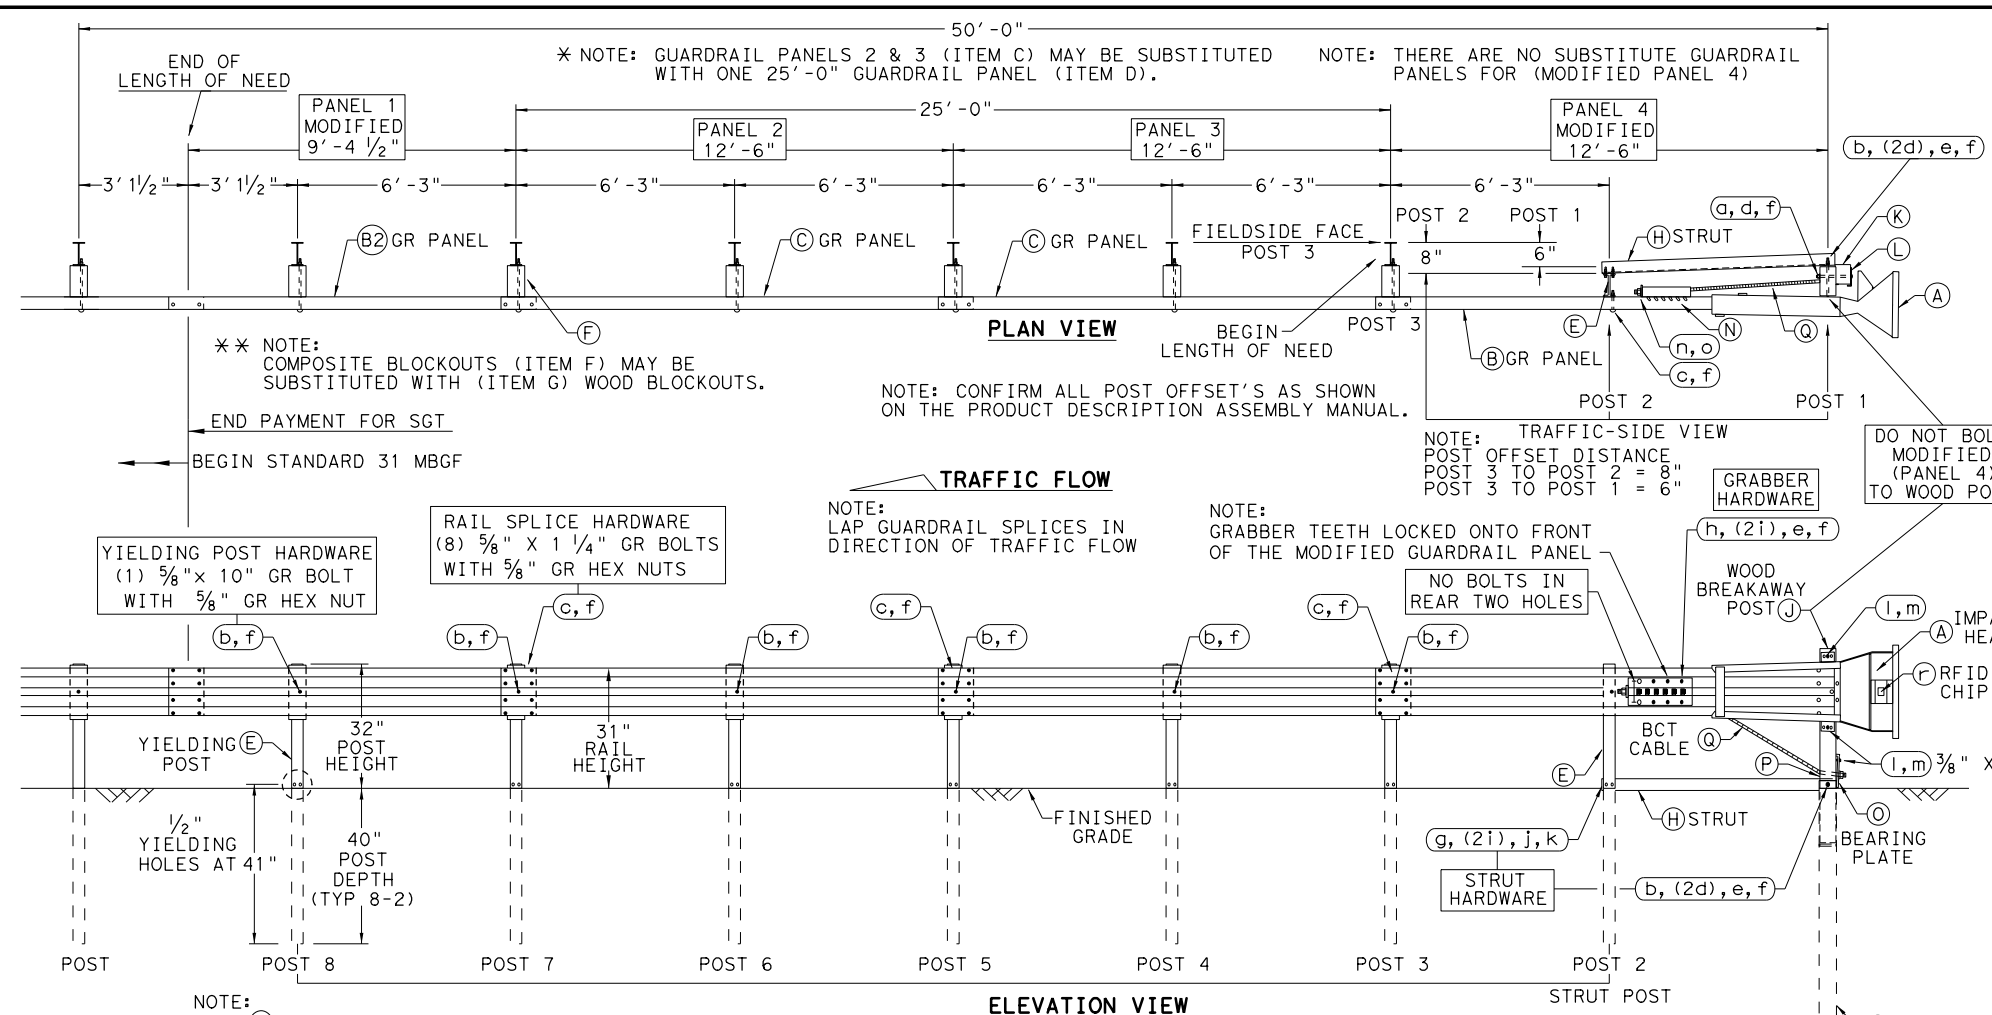 50'-0"
* NOTE: GUARDRAIL PANELS 2 & 3 (ITEM C) MAY BE SUBSTITUTED
WITH ONE 25'-0" GUARDRAIL PANEL (ITEM D).
NOTE: THERE ARE NO SUBSTITUTE GUARDRAIL
PANELS FOR (MODIFIED PANEL 4)
END OF
LENGTH OF NEED
PANEL 1
MODIFIED
9'-4 1/2"
25'-0"
PANEL 2
12'-6"
PANEL 3
12'-6"
PANEL 4
MODIFIED
12'-6"
b, (2d), e, f
3' 1/2"
3' 1/2"
6'-3"
6'-3"
6'-3"
6'-3"
6'-3"
6'-3"
B2 GR PANEL
C GR PANEL
C GR PANEL
FIELDSIDE FACE
POST 3
POST 2
POST 1
8"
6"
H STRUT
a, d, f
K
L
A
F
PLAN VIEW
BEGIN
LENGTH OF NEED
POST 3
E
N
Q
n, o
c, f
B GR PANEL
** NOTE:
COMPOSITE BLOCKOUTS (ITEM F) MAY BE
SUBSTITUTED WITH (ITEM G) WOOD BLOCKOUTS.
NOTE: CONFIRM ALL POST OFFSET'S AS SHOWN
ON THE PRODUCT DESCRIPTION ASSEMBLY MANUAL.
POST 2
POST 1
TRAFFIC-SIDE VIEW
END PAYMENT FOR SGT
BEGIN STANDARD 31 MBGF
NOTE:
POST OFFSET DISTANCE
POST 3 TO POST 2 = 8"
POST 3 TO POST 1 = 6"
DO NOT
MODIFIED
(PANEL 4)
TO WOOD
TRAFFIC FLOW
NOTE:
LAP GUARDRAIL SPLICES IN
DIRECTION OF TRAFFIC FLOW
NOTE:
GRABBER TEETH LOCKED ONTO FRONT
OF THE MODIFIED GUARDRAIL PANEL
GRABBER
HARDWARE
h, (2i), e, f
YIELDING POST HARDWARE
(1) 5/8"x 10" GR BOLT
WITH 5/8" GR HEX NUT
RAIL SPLICE HARDWARE
(8) 5/8" X 1 1/4" GR BOLTS
WITH 5/8" GR HEX NUTS
NO BOLTS IN
REAR TWO HOLES
WOOD
BREAKAWAY
POST J
l, m
A
r RFID
CHIP
b, f
c, f
b, f
b, f
c, f
b, f
b, f
c, f
b, f
YIELDING E
POST
32"
POST
HEIGHT
31"
RAIL
HEIGHT
BCT
CABLE Q
E
P
l, m 3/8" X
1/2"
YIELDING
HOLES AT 41"
40"
POST
DEPTH
(TYP 8-2)
FINISHED
GRADE
H STRUT
O
BEARING
PLATE
g, (2i), j, k
STRUT
HARDWARE
b, (2d), e, f
POST
POST 8
POST 7
POST 6
POST 5
POST 4
POST 3
POST 2
STRUT POST
NOTE:
ELEVATION VIEW